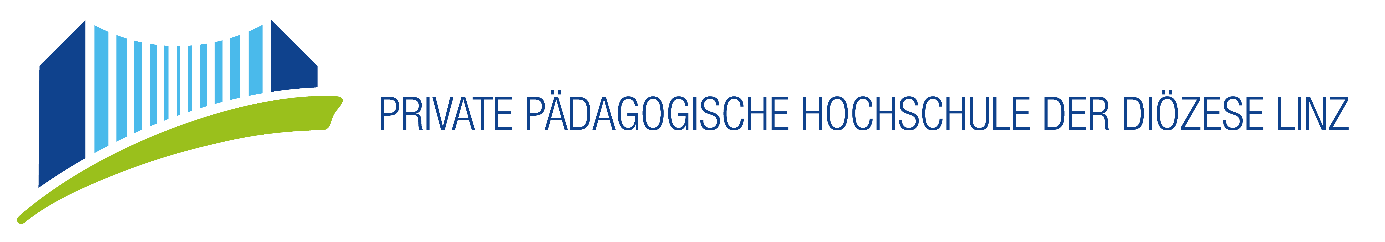 PRIVATE PÄDAGOGISCHE HOCHSCHULE DER DIÖZESE LINZ